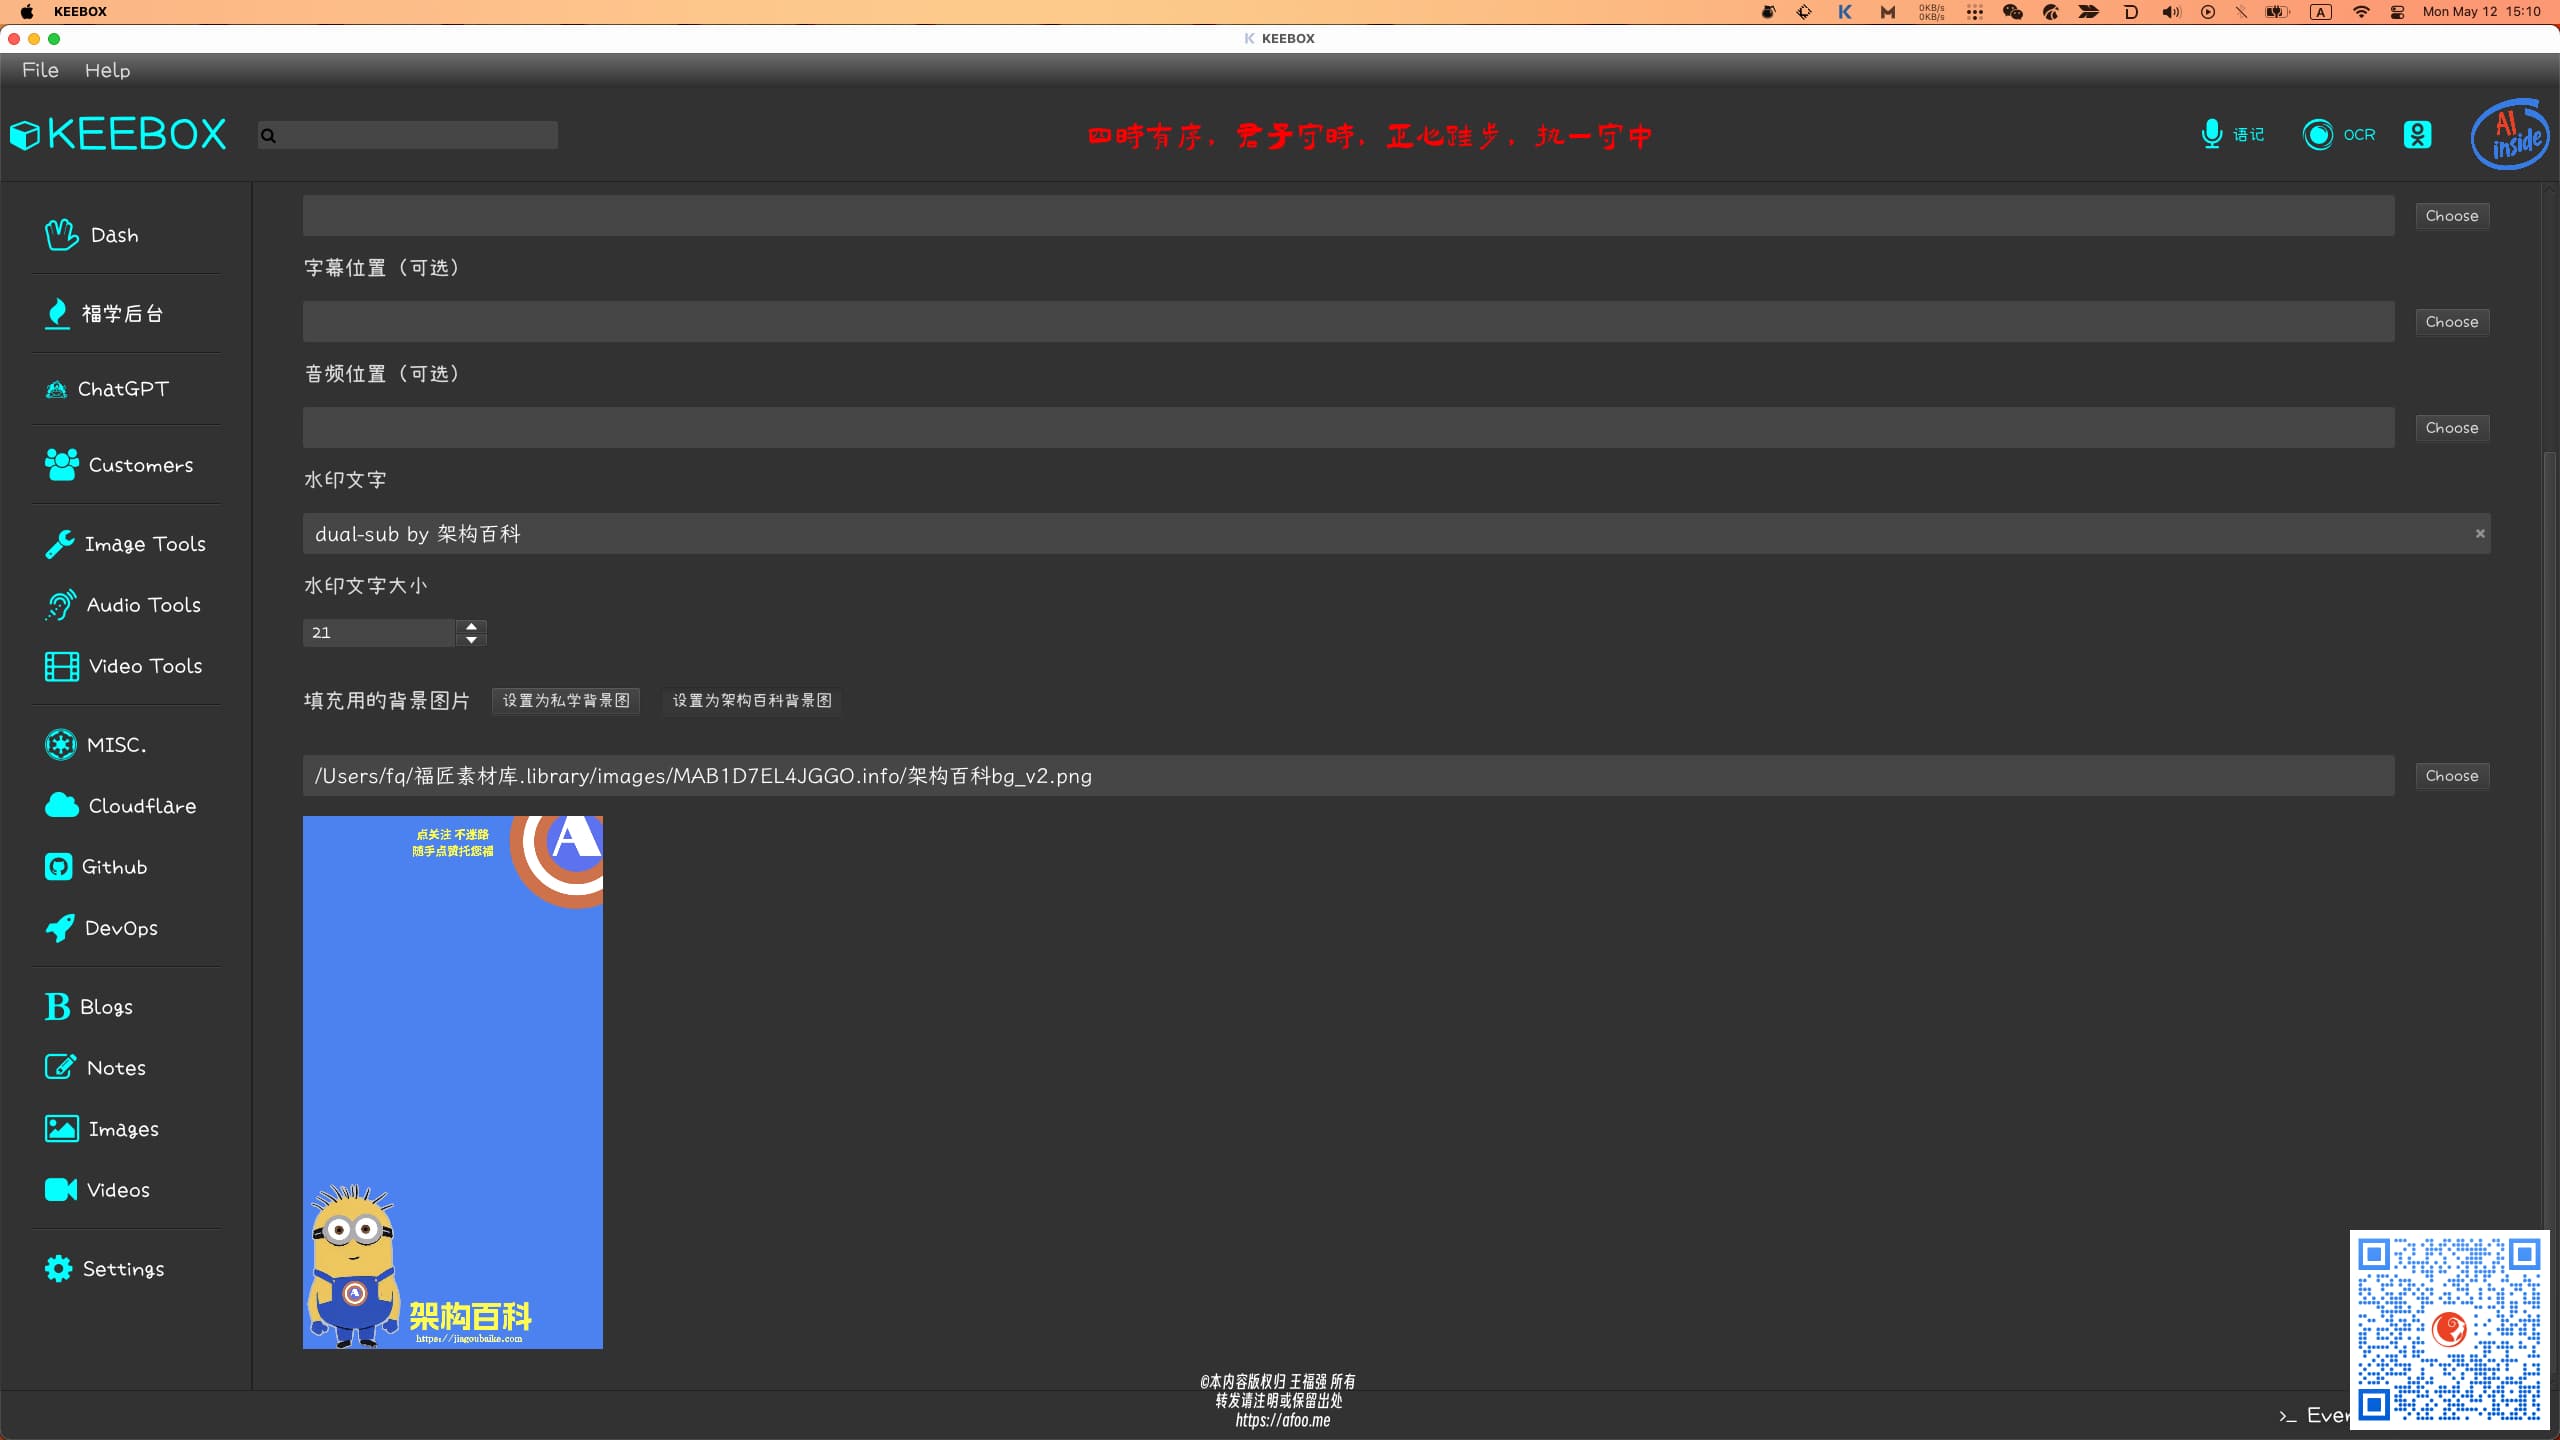 KEEBOX
0KB/s
0KB/s
A
Mon May 12 15:10
K KEEBOX
File Help
KEEBOX
四時有序，君子守時，正心跬步，执一守中
语记
OCR
AI
inside
Dash
福学后台
ChatGPT
Customers
Image Tools
Audio Tools
Video Tools
MISC.
Cloudflare
Github
DevOps
B Blogs
Notes
Images
Videos
Settings
Choose
字幕位置（可选）
Choose
音频位置（可选）
Choose
水印文字
dual-sub by 架构百科
水印文字大小
21
填充用的背景图片 设置为私学背景图 设置为架构百科背景图
/Users/fq/福匠素材库.library/images/MAB1D7EL4JGGO.info/架构百科bg_v2.png
Choose
点关注 不迷路
随手点赞托您福
A
A
架构百科
https://jiagoubaike.com
©本内容版权归 王福强 所有
转发请注明或保留出处
https://afoo.me
>_